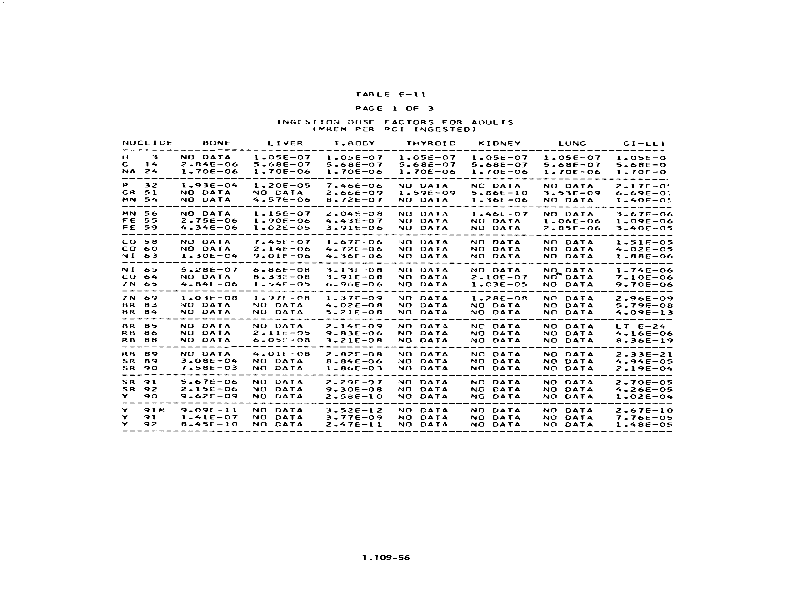 TABLE E-11
PAGE 1 OF 3
INGESTION DOSE FACTORS FOR ADULTS
(MREM PER PCI INGESTED)
NUCLIDE BONE LIVER T.BODY THYROID KIDNEY LUNG GI-LLI
H 3 NO DATA 1.05E-07 1.05E-07 1.05E-07 1.05E-07 1.05E-07 1.05E-0
C 14 2.84E-06 5.68E-07 5.68E-07 5.68E-07 5.68E-07 5.68E-07 5.68E-0
NA 24 1.70E-06 1.70E-06 1.70E-06 1.70E-06 1.70E-06 1.70E-06 1.70E-0
P 32 1.93E-04 1.20E-05 7.46E-06 NO DATA NO DATA NO DATA 2.17E-0
CR 51 NO DATA NO DATA 2.66E-09 1.59E-09 5.86E-10 3.53E-09 6.69E-0
MN 54 NO DATA 4.57E-06 8.72E-07 NO DATA 1.36E-06 NO DATA 1.40E-0
MN 56 NO DATA 1.15E-07 2.04E-08 NO DATA 1.46E-07 NO DATA 3.67E-06
FE 55 2.75E-06 1.90E-06 4.43E-07 NO DATA NO DATA 1.06E-06 1.09E-06
FE 59 4.34E-06 1.02E-05 3.91E-06 NO DATA NO DATA 2.85E-06 3.40E-05
CO 58 NO DATA 7.45E-07 1.67E-06 NO DATA NO DATA NO DATA 1.51E-05
CO 60 NO DATA 2.14E-06 4.72E-06 NO DATA NO DATA NO DATA 4.02E-05
NI 63 1.30E-04 9.01E-06 4.36E-06 NO DATA NO DATA NO DATA 1.88E-06
NI 65 5.28E-07 6.86E-08 3.13E-08 NO DATA NO DATA NO DATA 1.74E-06
CU 64 NO DATA 8.33E-08 3.91E-08 NO DATA 2.10E-07 NO DATA 7.10E-06
ZN 65 4.84E-06 1.54E-05 6.96E-06 NO DATA 1.03E-05 NO DATA 9.70E-06
ZN 69 1.03E-08 1.97E-08 1.37E-09 NO DATA 1.28E-08 NO DATA 2.96E-09
BR 83 NO DATA NO DATA 4.02E-08 NO DATA NO DATA NO DATA 5.79E-08
BR 84 NO DATA NO DATA 5.21E-08 NO DATA NO DATA NO DATA 4.09E-13
BR 85 NO DATA NO DATA 2.14E-09 NO DATA NO DATA NO DATA LT E-24
RB 86 NO DATA 2.11E-05 9.83E-06 NO DATA NO DATA NO DATA 4.16E-06
RB 88 NO DATA 6.05E-08 3.21E-08 NO DATA NO DATA NO DATA 8.36E-19
RB 89 NO DATA 4.01E-08 2.82E-08 NO DATA NO DATA NO DATA 2.33E-21
SR 89 3.08E-04 NO DATA 8.84E-06 NO DATA NO DATA NO DATA 4.94E-05
SR 90 7.58E-03 NO DATA 1.86E-03 NO DATA NO DATA NO DATA 2.19E-04
SR 91 5.67E-06 NO DATA 2.29E-07 NO DATA NO DATA NO DATA 2.70E-05
SR 92 2.15E-06 NO DATA 9.30E-08 NO DATA NO DATA NO DATA 4.26E-05
Y 90 9.62E-09 NO DATA 2.58E-10 NO DATA NO DATA NO DATA 1.02E-04
Y 91M 9.09E-11 NO DATA 3.52E-12 NO DATA NO DATA NO DATA 2.67E-10
Y 91 1.41E-07 NO DATA 3.77E-09 NO DATA NO DATA NO DATA 7.76E-05
Y 92 8.45E-10 NO DATA 2.47E-11 NO DATA NO DATA NO DATA 1.48E-05
1.109-56